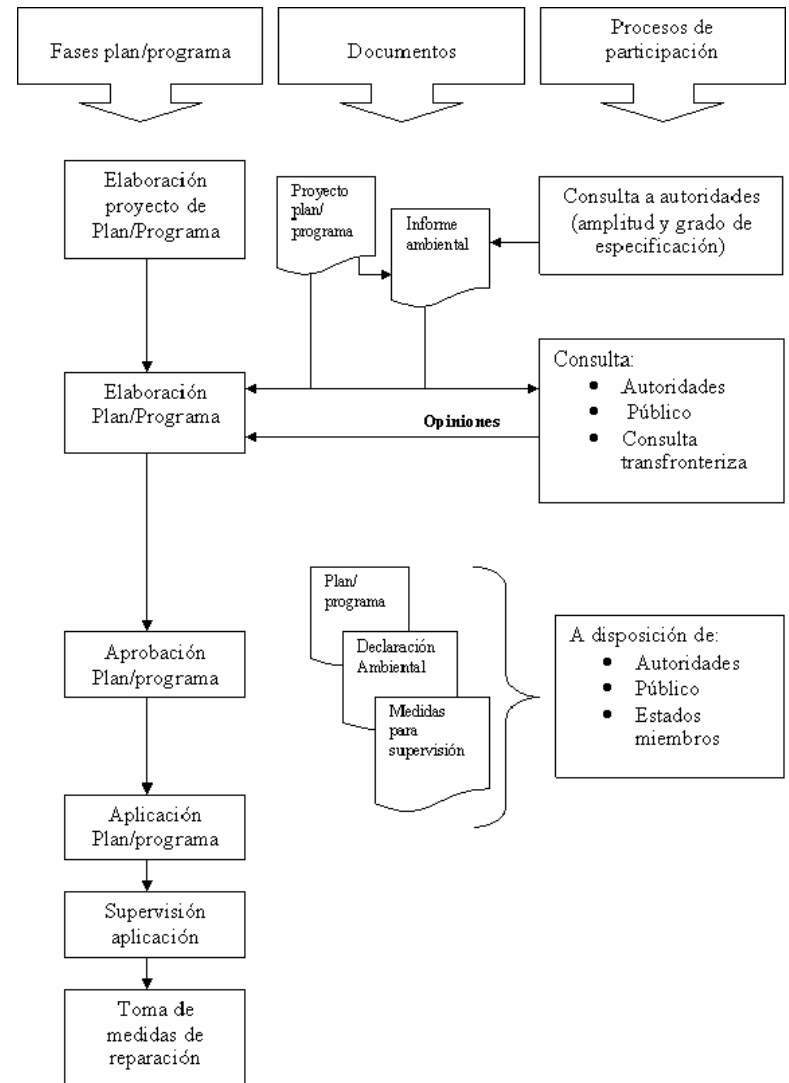 Fases plan/programa
Documentos
Procesos de
participación
Elaboración
proyecto de
Plan/Programa
Proyecto
plan/
programa
Informe
ambiental
Consulta a autoridades
(amplitud y grado de
especificación)
Elaboración
Plan/Programa
Opiniones
Consulta:
• Autoridades
• Público
• Consulta
transfronteriza
Aprobación
Plan/programa
Plan/
programa
Declaración
Ambiental
Medidas
para
supervisión
A disposición de:
• Autoridades
• Público
• Estados
miembros
Aplicación
Plan/programa
Supervisión
aplicación
Toma de
medidas de
reparación